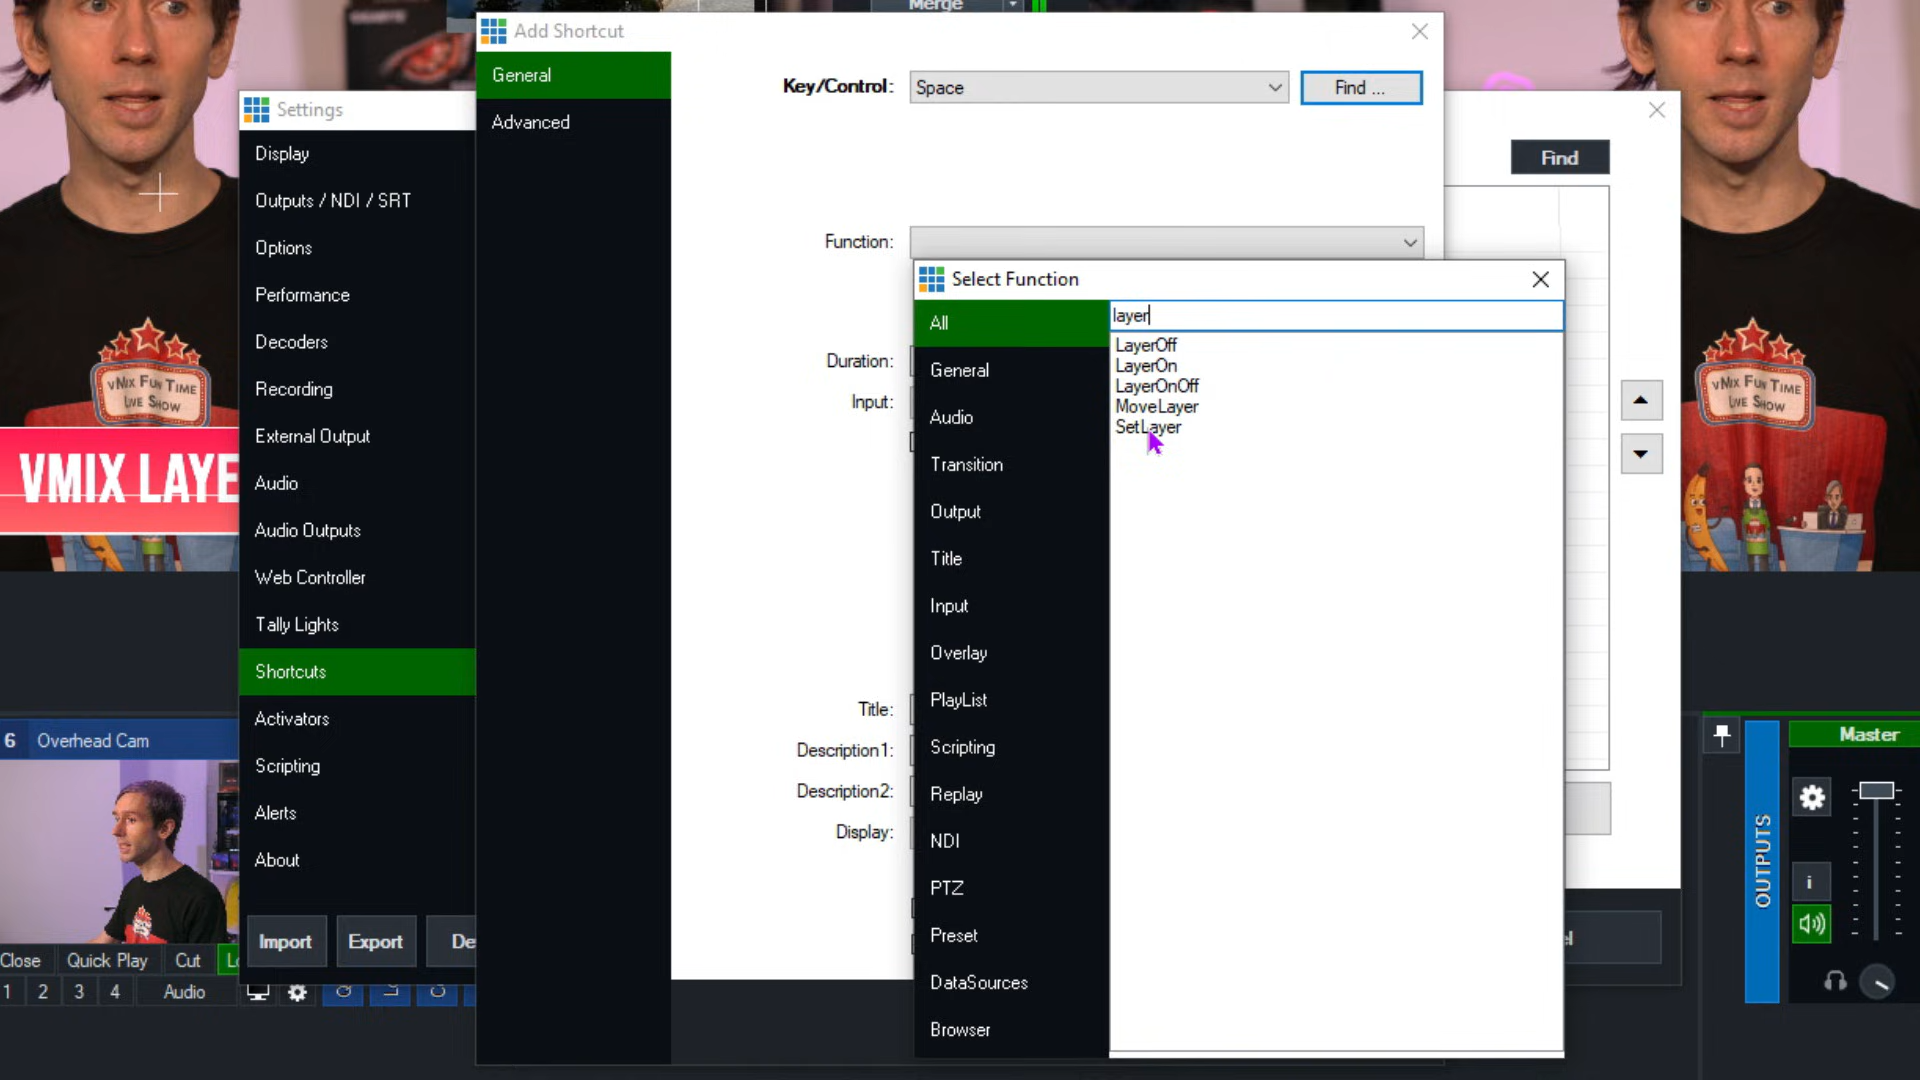 Merge
Add Shortcut
General
Advanced
Key/Control:
Space
Find ...
Settings
Display
Outputs / NDI / SRT
Options
Performance
Decoders
Recording
External Output
Audio
Audio Outputs
Web Controller
Tally Lights
Shortcuts
Activators
Scripting
Alerts
About
Import
Export
De
Find
Function:
Duration:
Input:
Title:
Description1:
Description2:
Display:
Select Function
layer
All
General
Audio
Transition
Output
Title
Input
Overlay
PlayList
Scripting
Replay
NDI
PTZ
Preset
DataSources
Browser
LayerOff
LayerOn
LayerOnOff
MoveLayer
SetLayer
VMIX FUN TIME
LIVE SHOW
VMIX LAYE
VMIX FUN TIME
LIVE SHOW
6 Overhead Cam
Close
Quick Play
Cut
Lo
1 2 3 4 Audio
OUTPUTS
Master
i